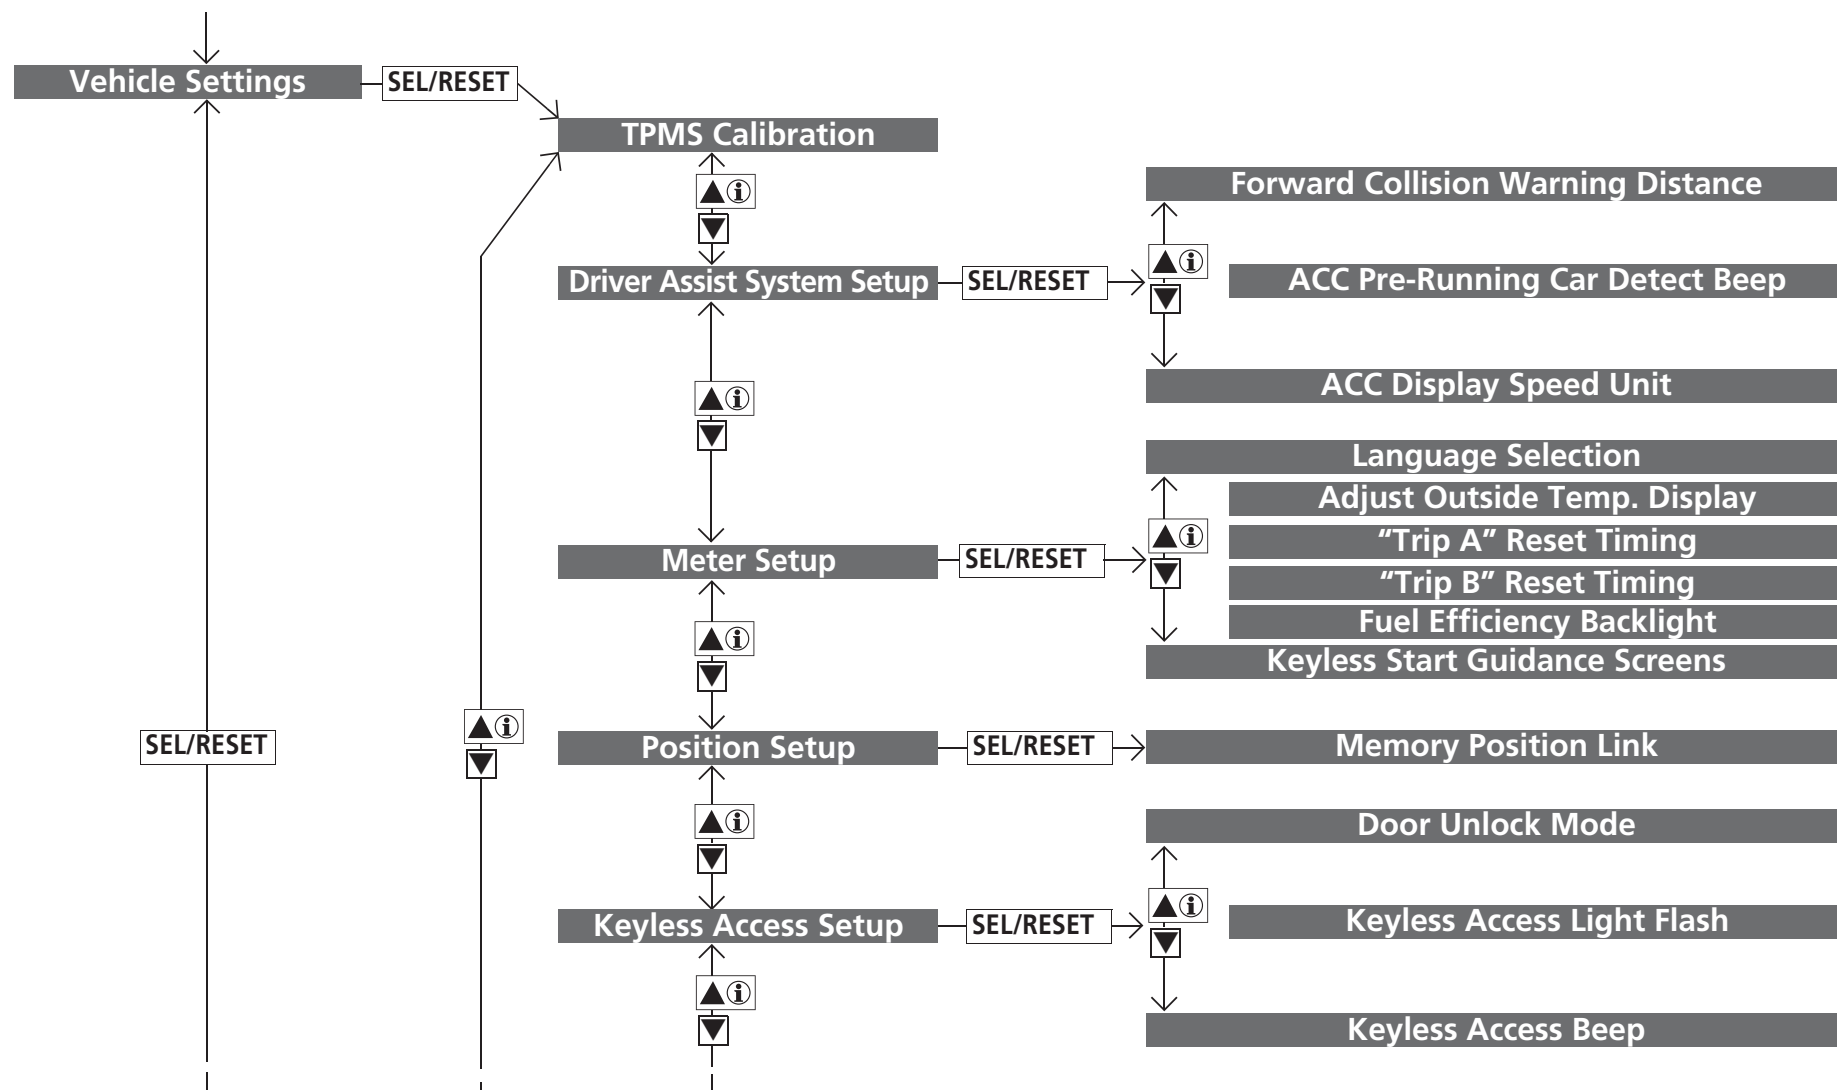 Vehicle Settings
SEL/RESET
TPMS Calibration
Forward Collision Warning Distance
Driver Assist System Setup
SEL/RESET
ACC Pre-Running Car Detect Beep
ACC Display Speed Unit
Language Selection
Adjust Outside Temp. Display
“Trip A” Reset Timing
Meter Setup
SEL/RESET
“Trip B” Reset Timing
Fuel Efficiency Backlight
Keyless Start Guidance Screens
SEL/RESET
Position Setup
SEL/RESET
Memory Position Link
Door Unlock Mode
Keyless Access Setup
SEL/RESET
Keyless Access Light Flash
Keyless Access Beep